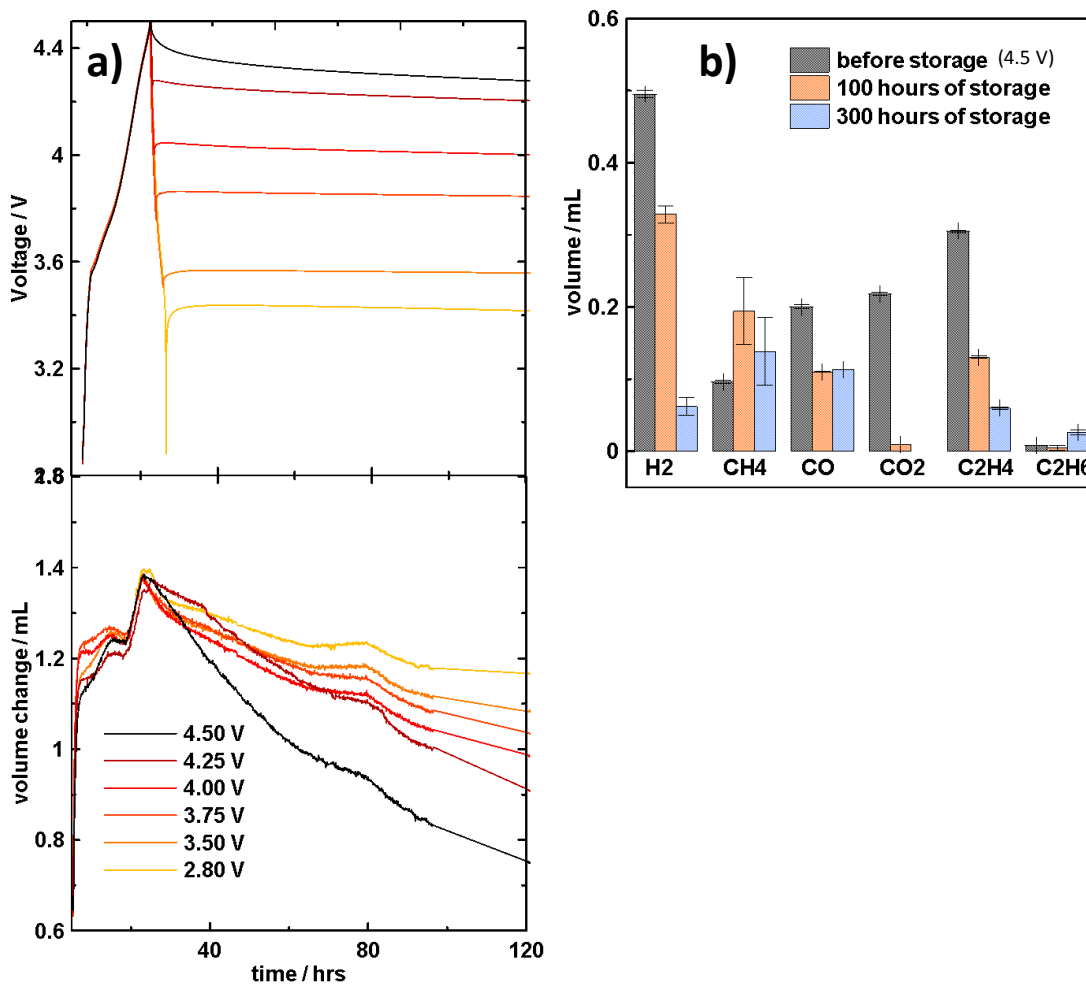 a)
4.4
4
3.6
3.2
2.8
Voltage / V
1.8
1.4
1.2
1
0.8
0.6
volume change / mL
4.50 V
4.25 V
4.00 V
3.75 V
3.50 V
2.80 V
40
80
120
time / hrs
b)
before storage (4.5 V)
100 hours of storage
300 hours of storage
0.6
0.4
0.2
0
volume / mL
H2 CH4 CO CO2 C2H4 C2H6